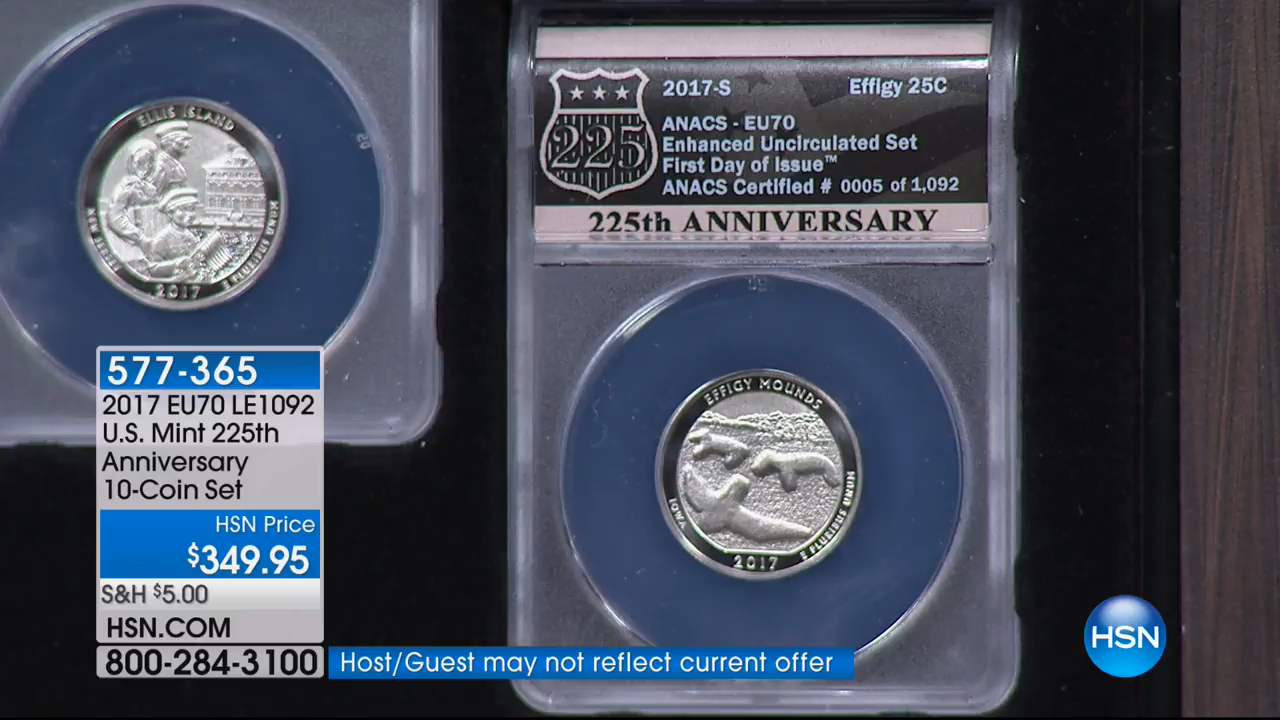 ELLIS ISLAND
NEW JERSEY
E PLURIBUS UNUM
2017
2017-S Effigy 25C
★ ★ ★
225
ANACS - EU70
Enhanced Uncirculated Set
First Day of Issue™
ANACS Certified # 0005 of 1,092
225th ANNIVERSARY
EFFIGY MOUNDS
IOWA
E PLURIBUS UNUM
2017
577-365
2017 EU70 LE1092
U.S. Mint 225th
Anniversary
10-Coin Set
HSN Price
$349.95
S&H $5.00
HSN.COM
800-284-3100
Host/Guest may not reflect current offer
HSN